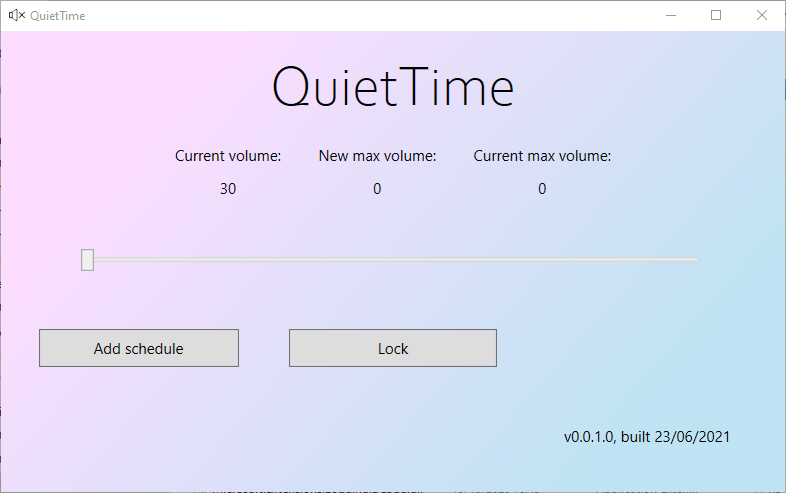 QuietTime
QuietTime
Current volume: New max volume: Current max volume:
30 0 0
Add schedule Lock
v0.0.1.0, built 23/06/2021